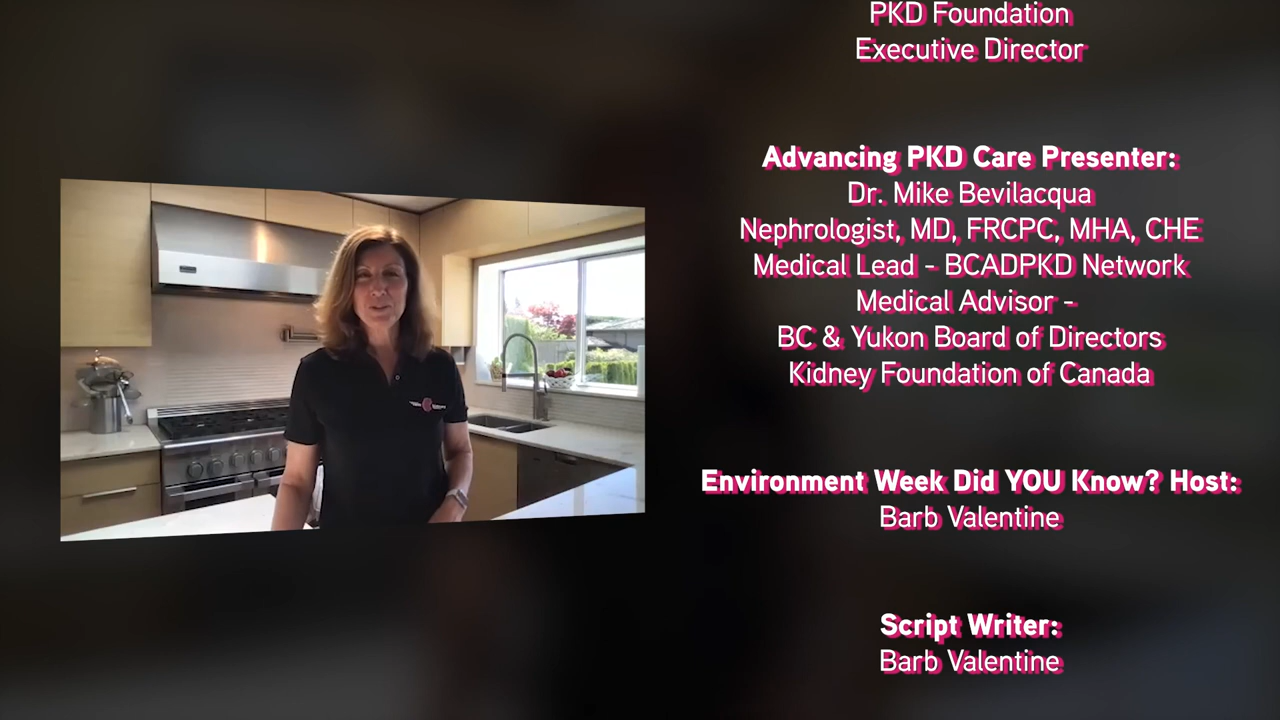 PKD Foundation
Executive Director
Advancing PKD Care Presenter:
Dr. Mike Bevilacqua
Nephrologist, MD, FRCPC, MHA, CHE
Medical Lead - BCADPKD Network
Medical Advisor -
BC & Yukon Board of Directors
Kidney Foundation of Canada
Environment Week Did YOU Know? Host:
Barb Valentine
Script Writer:
Barb Valentine